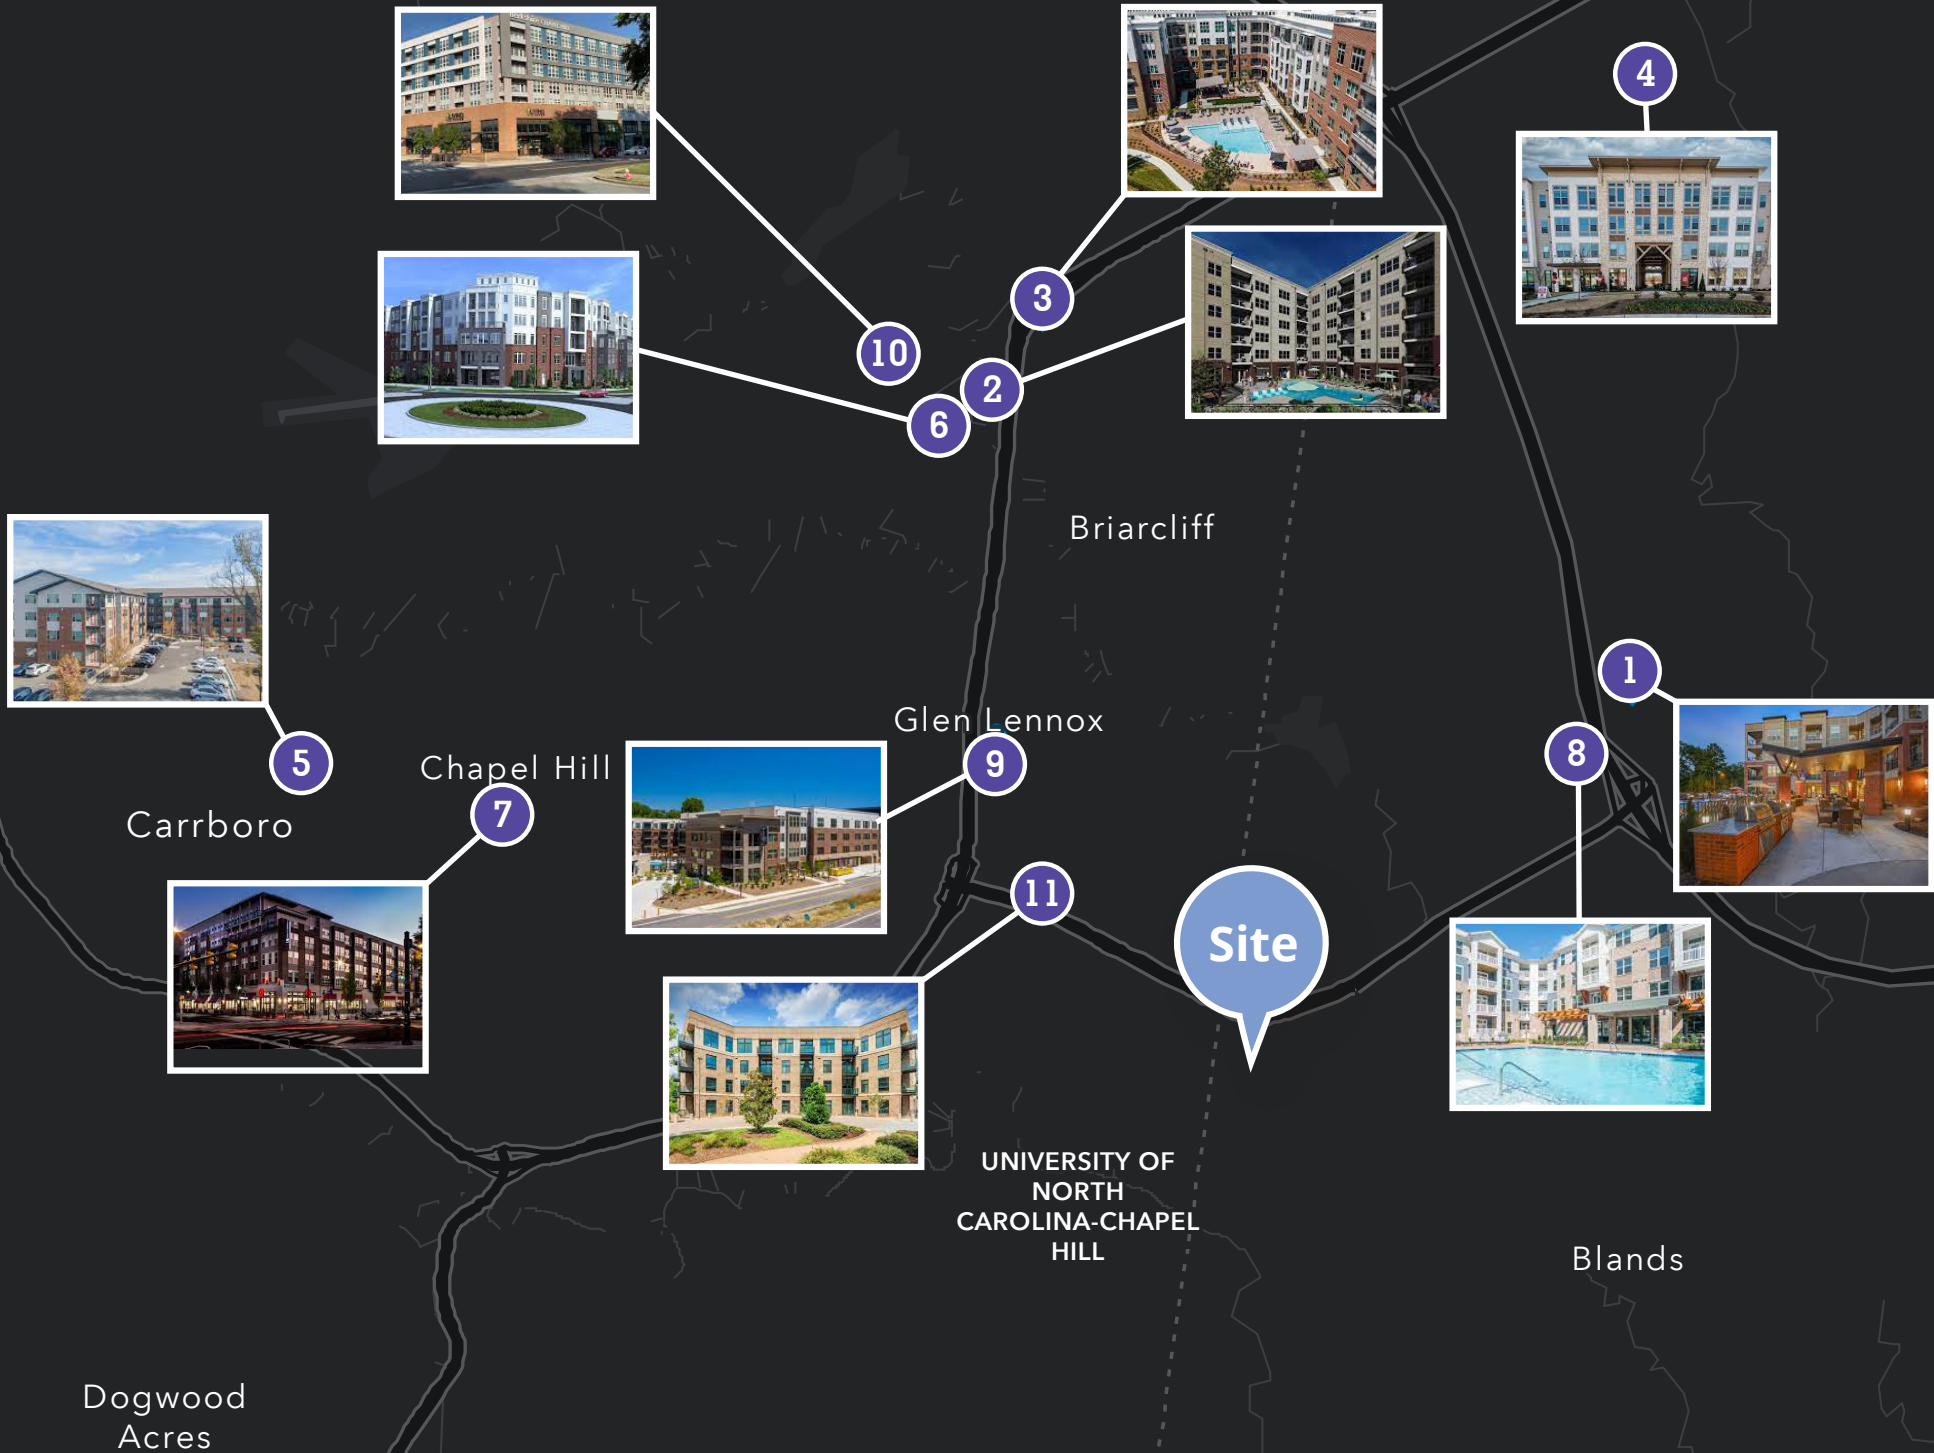 4
3
10
2
6
Briarcliff
1
Glen Lennox
8
9
5
Chapel Hill
7
Carrboro
11
Site
UNIVERSITY OF
NORTH
CAROLINA-CHAPEL
HILL
Blands
Dogwood
Acres